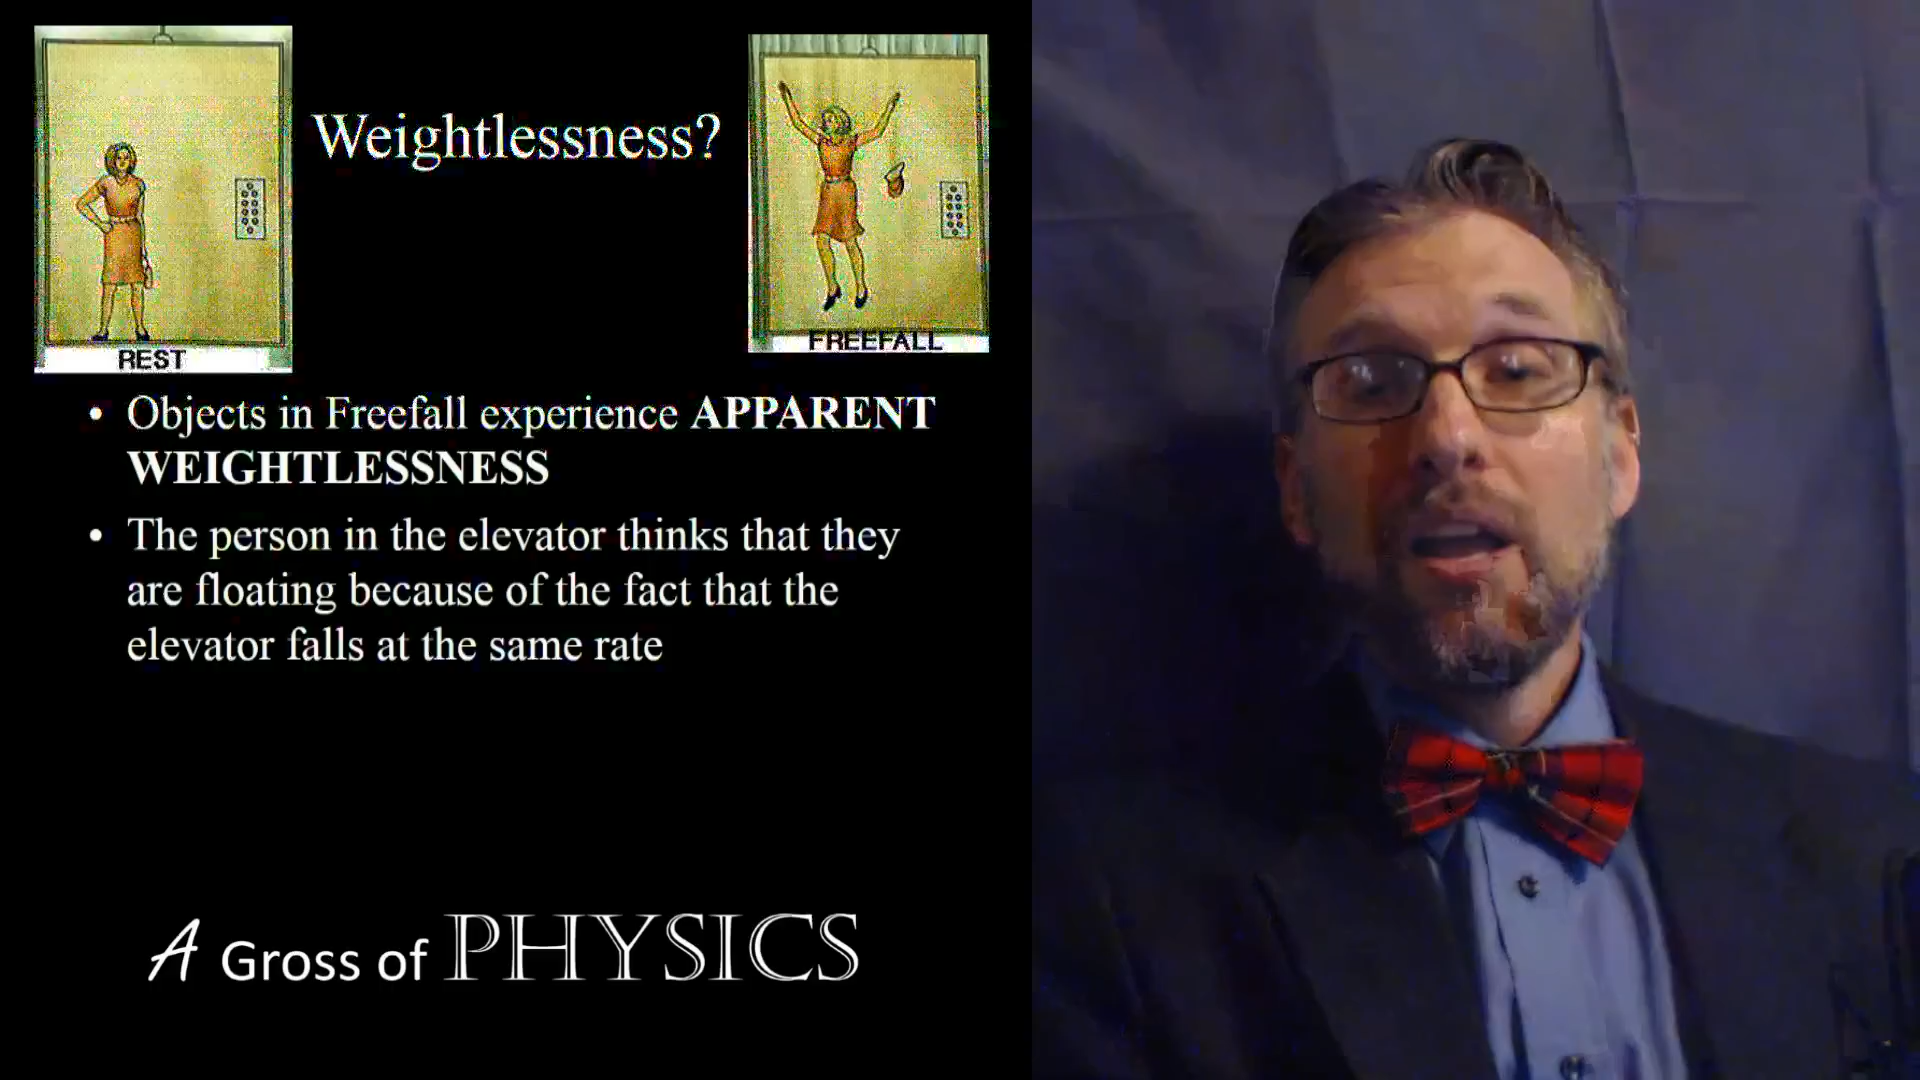 Weightlessness?
REST
FREEFALL
• Objects in Freefall experience APPARENT
WEIGHTLESSNESS
• The person in the elevator thinks that they
are floating because of the fact that the
elevator falls at the same rate
A Gross of PHYSICS